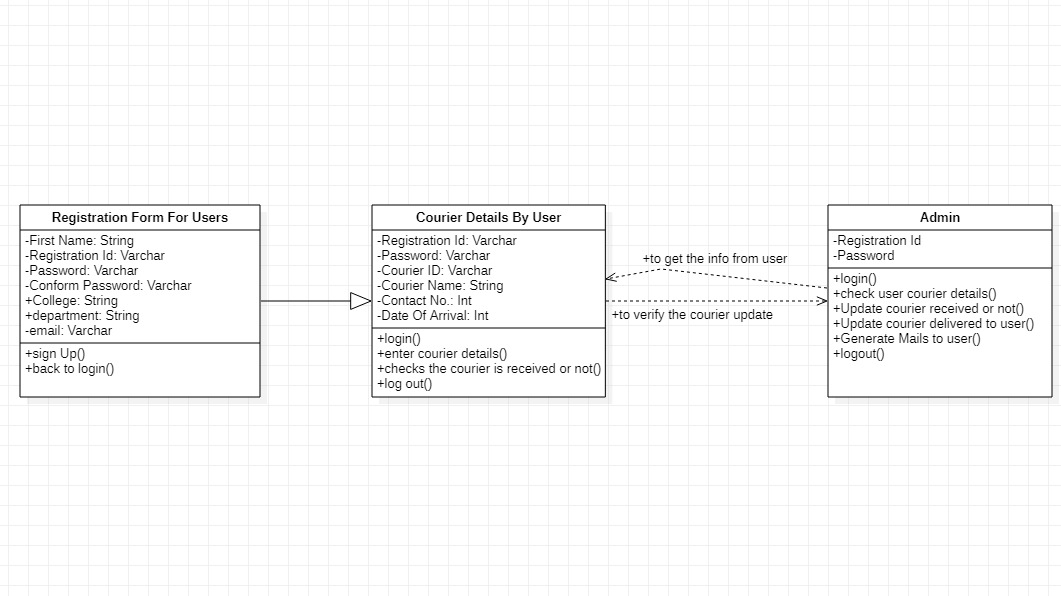 Registration Form For Users
-First Name: String
-Registration Id: Varchar
-Password: Varchar
-Conform Password: Varchar
+College: String
+department: String
-email: Varchar
+sign Up()
+back to login()
Courier Details By User
-Registration Id: Varchar
-Password: Varchar
-Courier ID: Varchar
-Courier Name: String
-Contact No.: Int
-Date Of Arrival: Int
+login()
+enter courier details()
+checks the courier is received or not()
+log out()
+to get the info from user
+to verify the courier update
Admin
-Registration Id
-Password
+login()
+check user courier details()
+Update courier received or not()
+Update courier delivered to user()
+Generate Mails to user()
+logout()